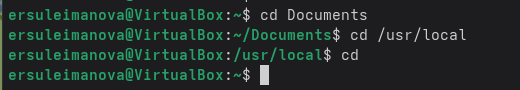 ersuleimanova@VirtualBox:~$ cd Documents
ersuleimanova@VirtualBox:~/Documents$ cd /usr/local
ersuleimanova@VirtualBox:/usr/local$ cd
ersuleimanova@VirtualBox:~$